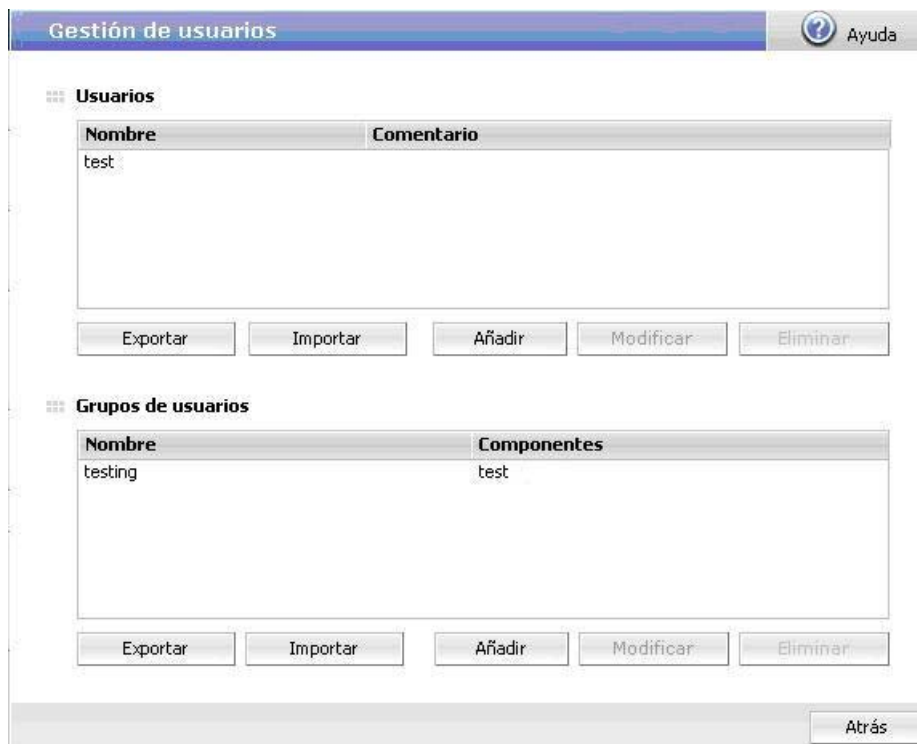 Gestión de usuarios
Ayuda
Usuarios
Nombre Comentario
test
Exportar Importar Añadir Modificar Eliminar
Grupos de usuarios
Nombre Componentes
testing test
Exportar Importar Añadir Modificar Eliminar
Atrás